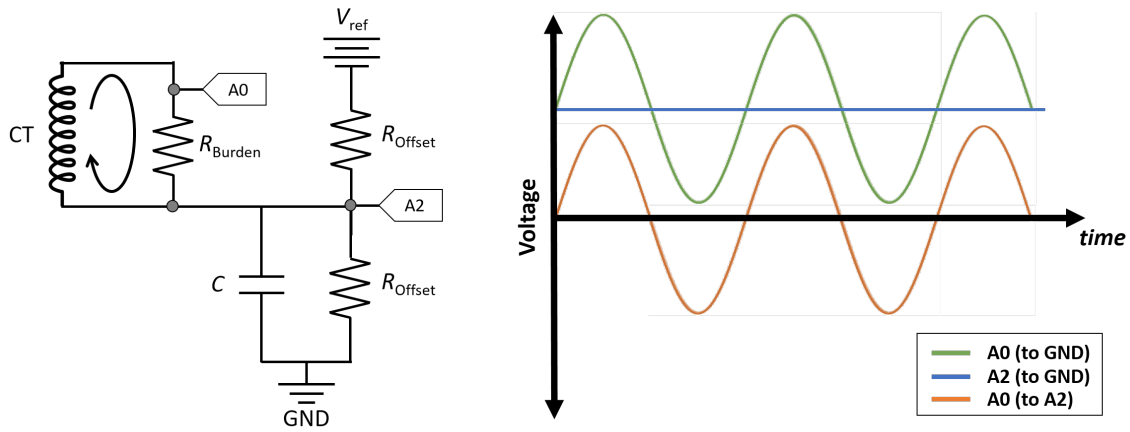 V_ref
A0
CT
R_Burden
R_Offset
A2
C
R_Offset
GND
Voltage
time
A0 (to GND)
A2 (to GND)
A0 (to A2)